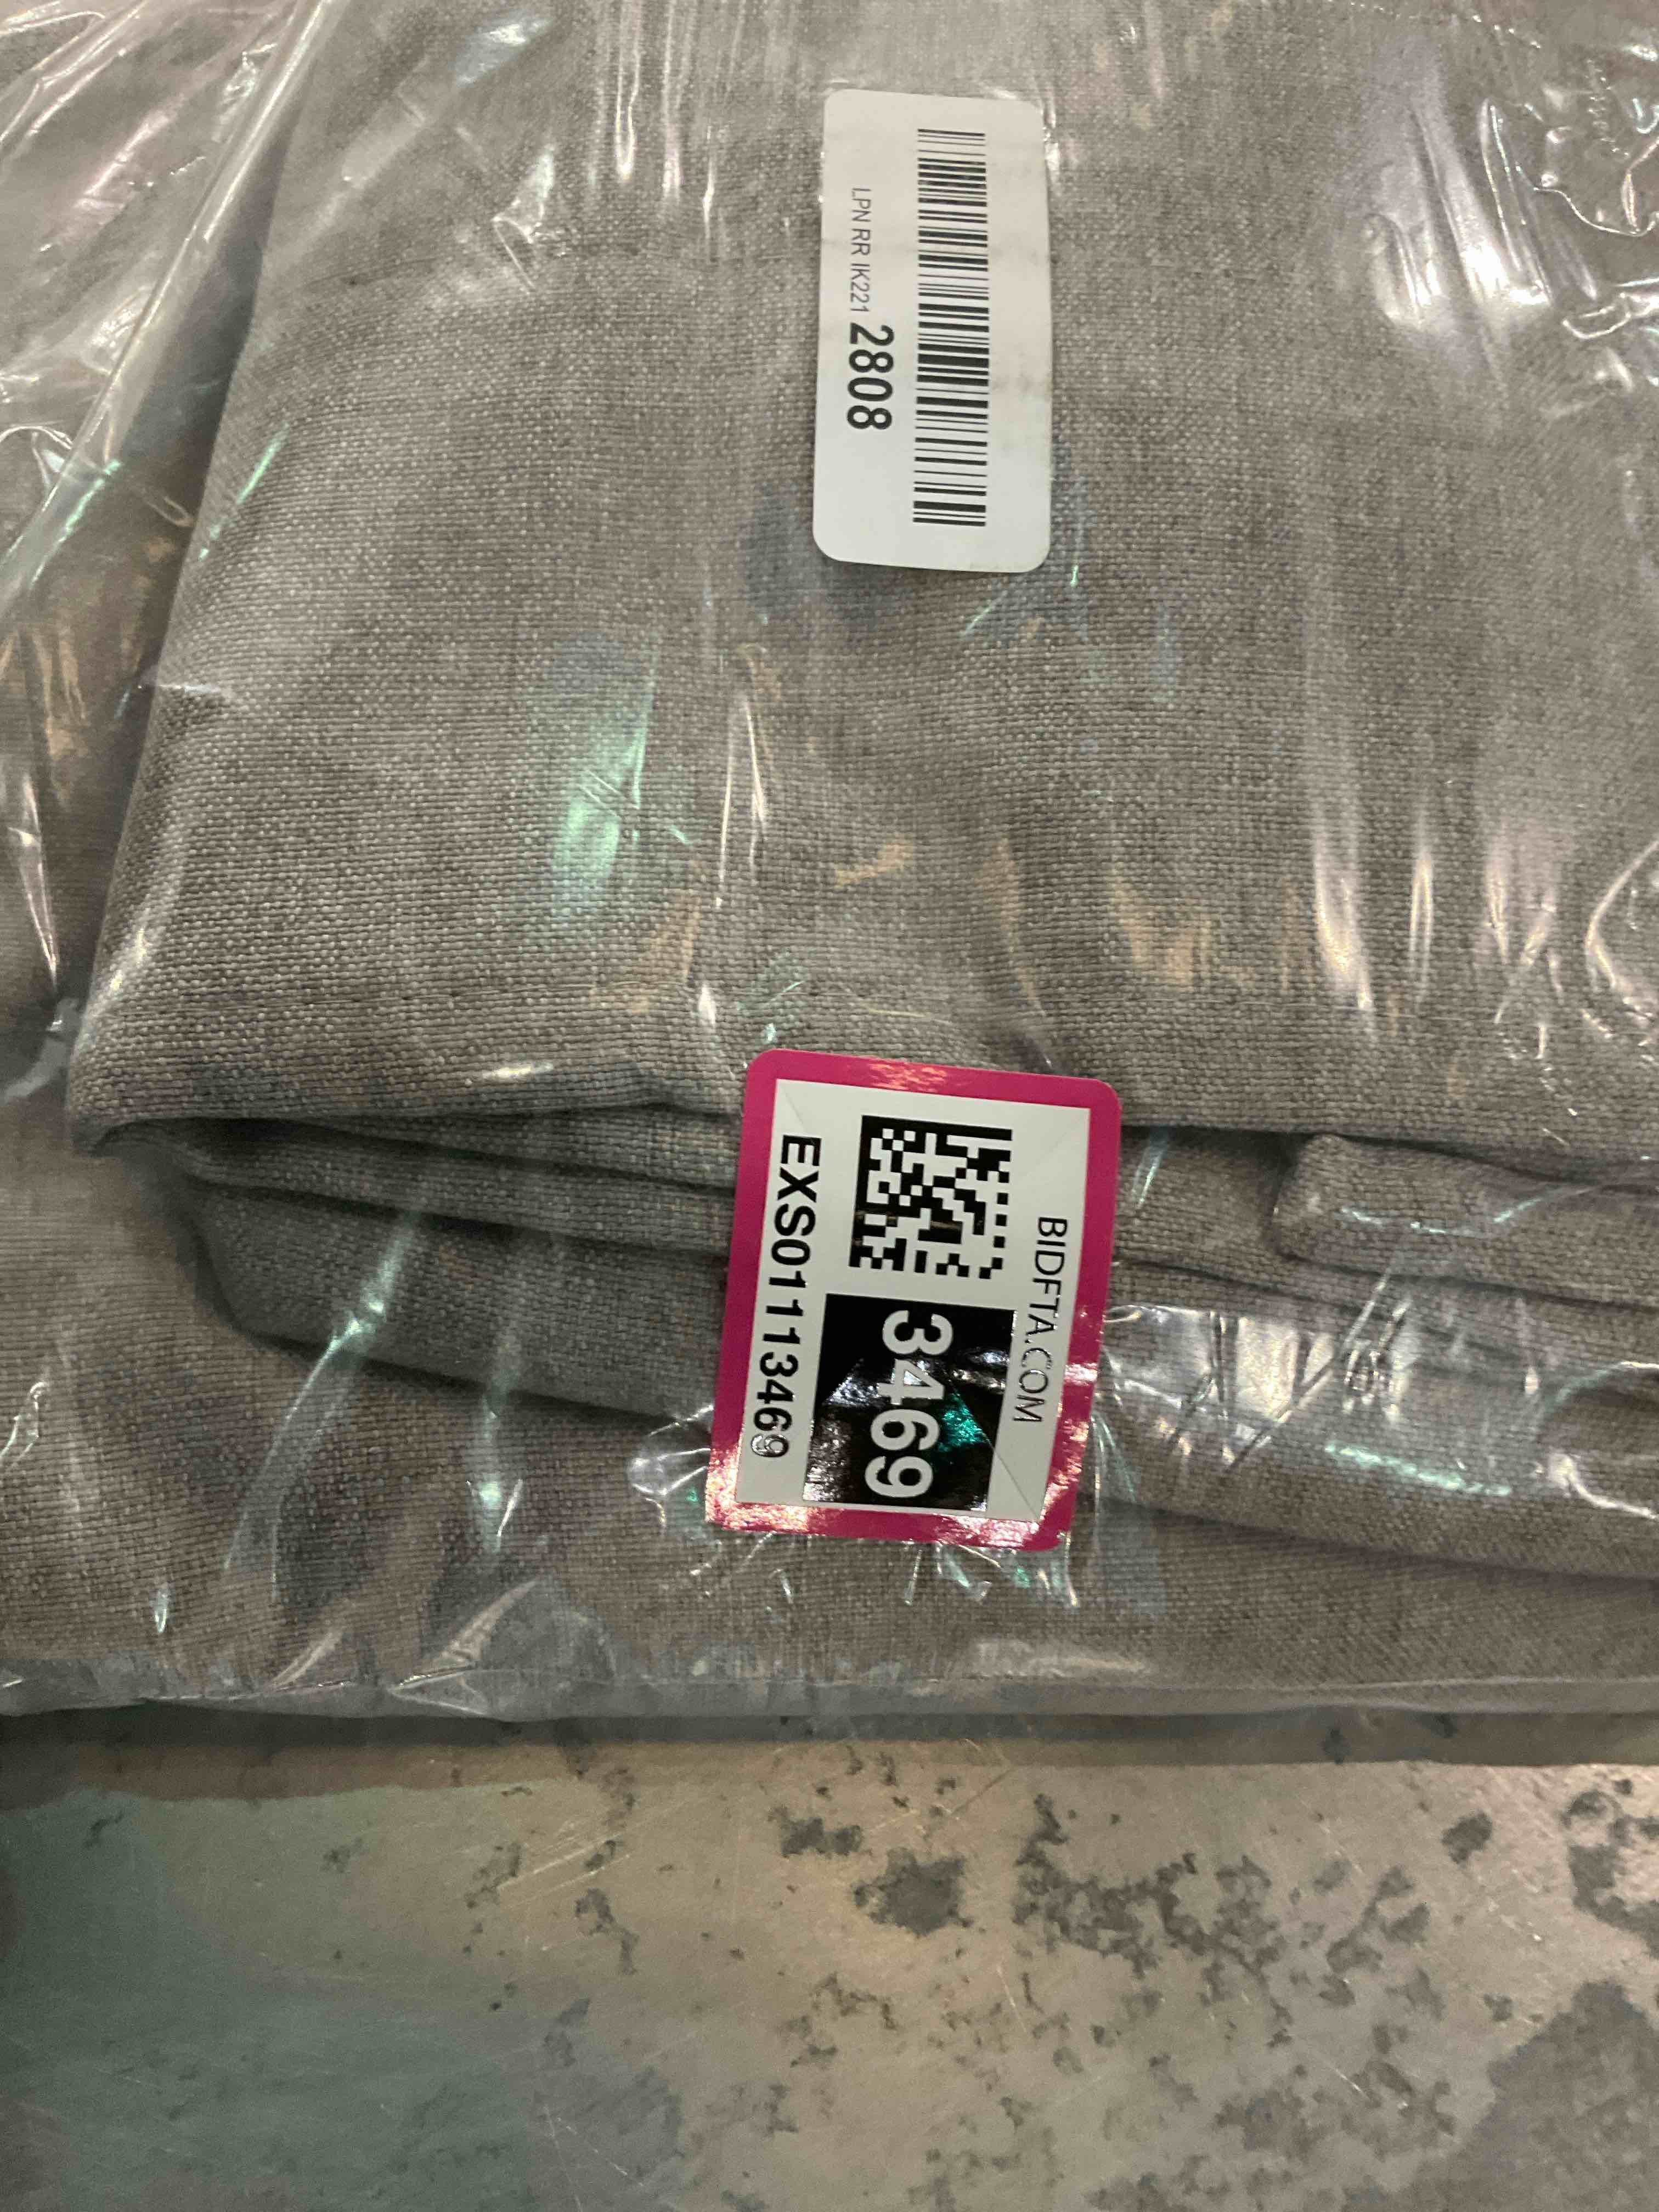 LPN RR IK221 2808
BIDFTA.COM
3469
EXS01113469